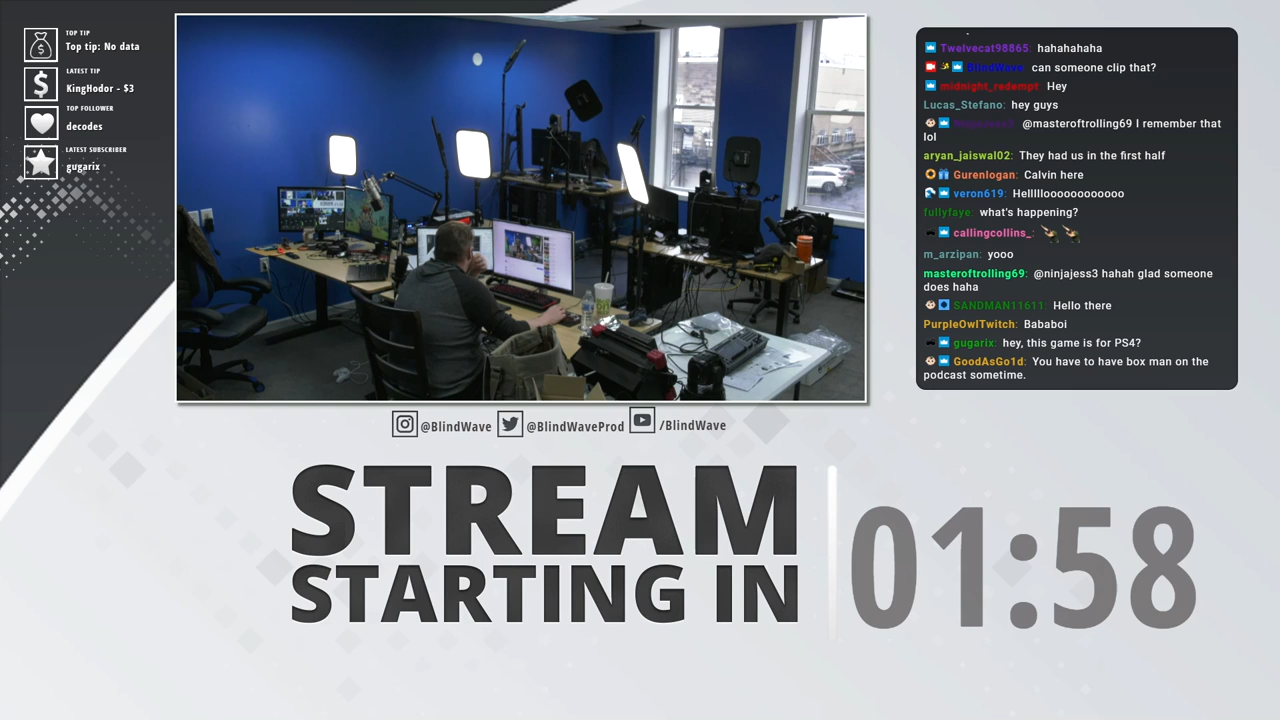 TOP TIP
Top tip: No data
LATEST TIP
KingHodor - $3
TOP FOLLOWER
decodes
LATEST SUBSCRIBER
gugarix
Twelvecat98865: hahahahaha
BlindWave: can someone clip that?
midnight_redempt: Hey
Lucas_Stefano: hey guys
@masteroftrolling69 I remember that
lol
aryan_jaiswal02: They had us in the first half
Gurenlogan: Calvin here
veron619: Helllloooooooooooo
fullyfaye: what's happening?
callingcollins_:
m_arzipan: yooo
masteroftrolling69: @ninjajess3 hahah glad someone
does haha
SANDMAN11611: Hello there
PurpleOwlTwitch: Bababoi
gugarix: hey, this game is for PS4?
GoodAsGo1d: You have to have box man on the
podcast sometime.
@BlindWave @BlindWaveProd /BlindWave
STREAM
STARTING IN
01:58